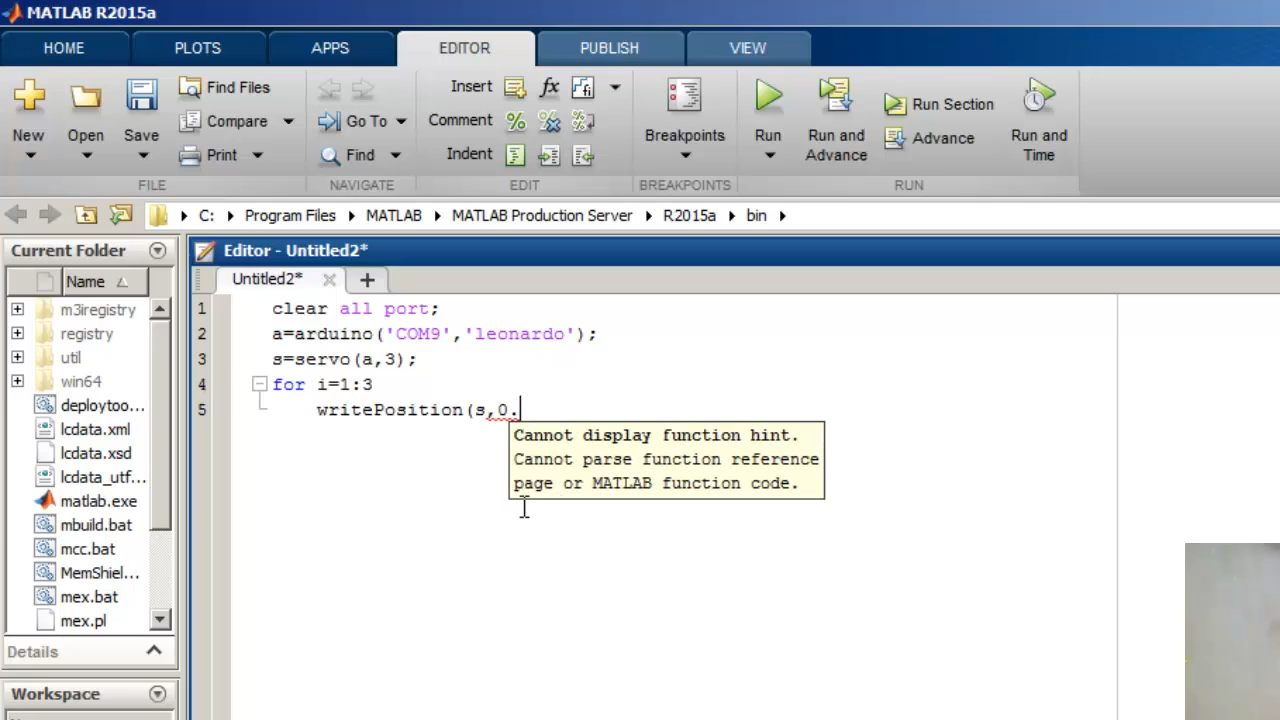 MATLAB R2015a
HOME PLOTS APPS EDITOR PUBLISH VIEW
New
Open
Save
Find Files
Compare
Print
FILE
Go To
Find
NAVIGATE
Insert fx
Comment
Indent
EDIT
Breakpoints
BREAKPOINTS
Run
Run and
Advance
Run Section
Advance
Run and
Time
RUN
C: Program Files MATLAB MATLAB Production Server R2015a bin
Current Folder
Name
m3iregistry
registry
util
win64
deploytoo...
lcdata.xml
lcdata.xsd
lcdata_utf...
matlab.exe
mbuild.bat
mcc.bat
MemShiel...
mex.bat
mex.pl
Details
Workspace
Editor - Untitled2*
Untitled2*
1 clear all port;
2 a=arduino('COM9','leonardo');
3 s=servo(a,3);
4 for i=1:3
5 writePosition(s,0.
Cannot display function hint.
Cannot parse function reference
page or MATLAB function code.